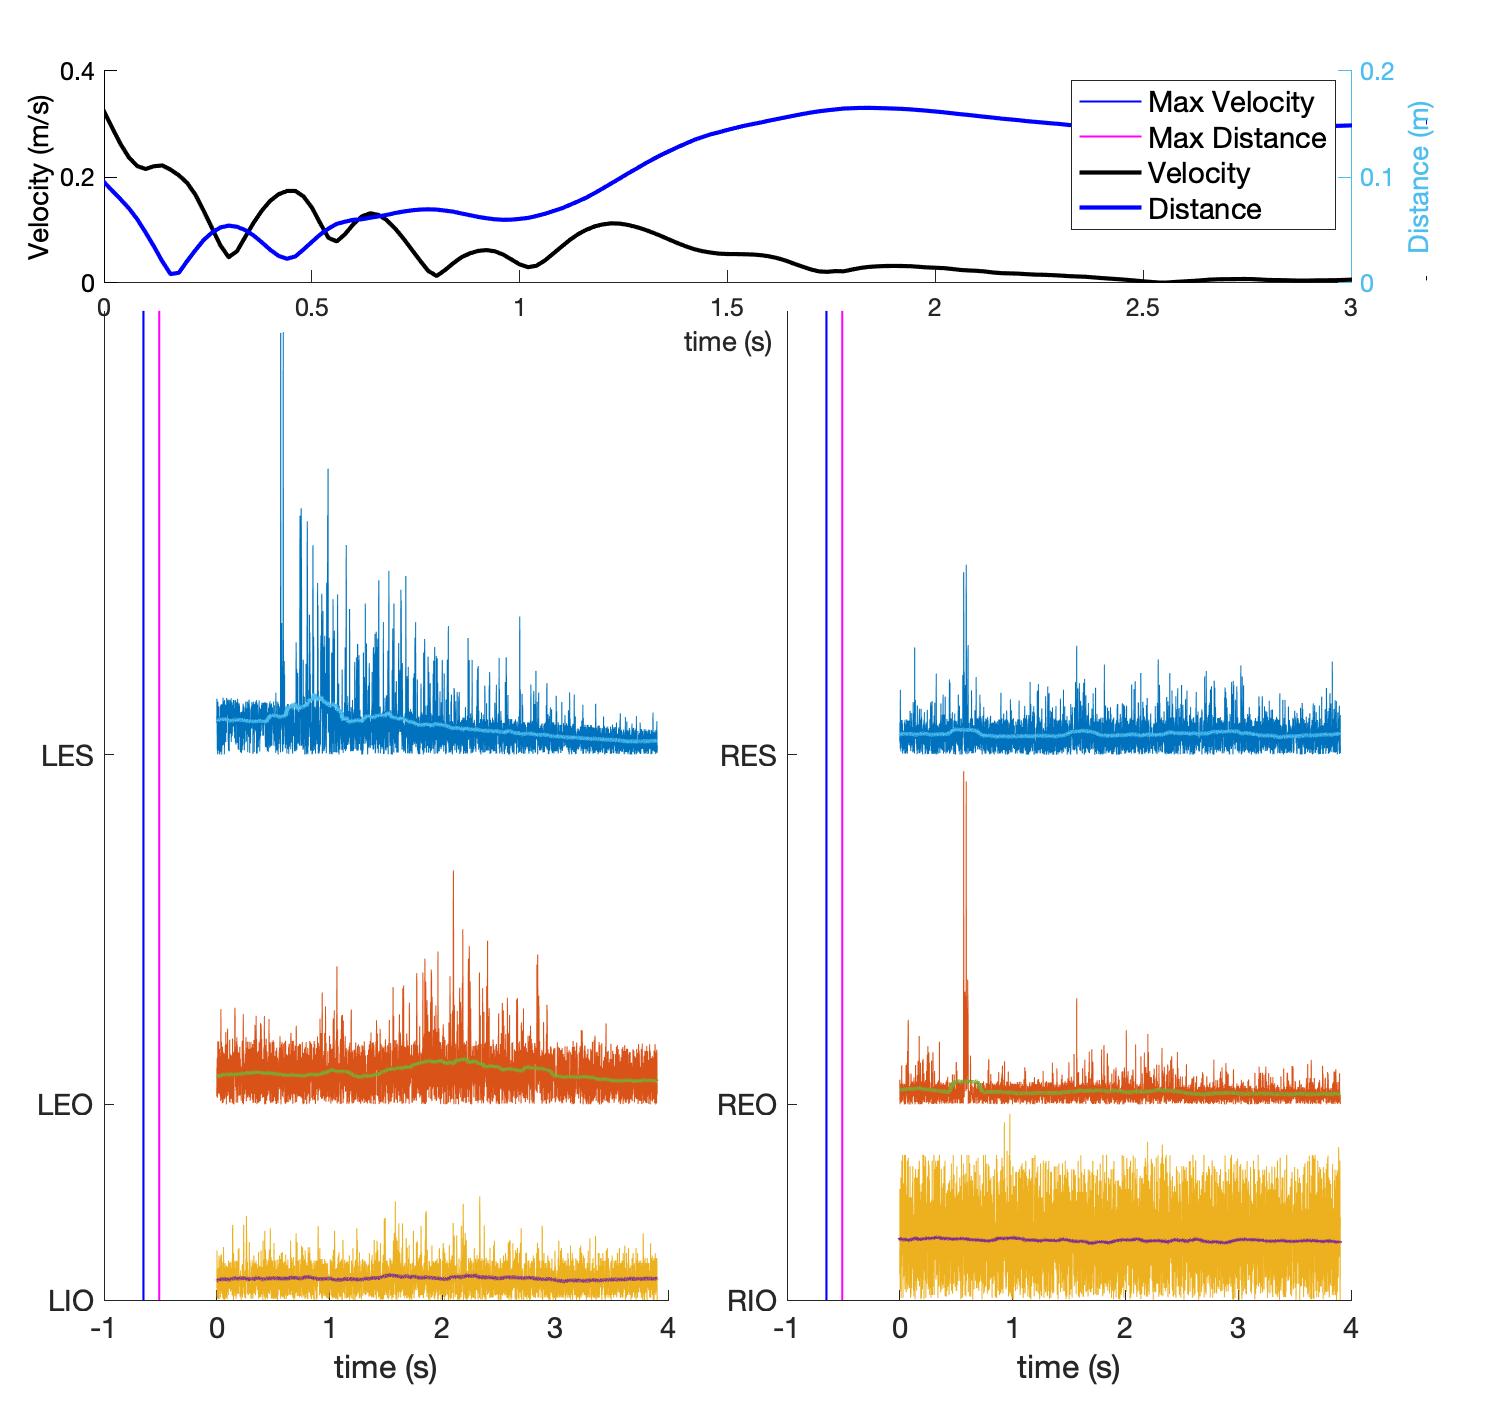 0.4
0.2
0
Velocity (m/s)
0.2
0.1
0
Distance (m)
Max Velocity
Max Distance
Velocity
Distance
0 0.5 1 1.5 2 2.5 3
time (s)
LES
LEO
LIO
-1 0 1 2 3 4
time (s)
RES
REO
RIO
-1 0 1 2 3 4
time (s)